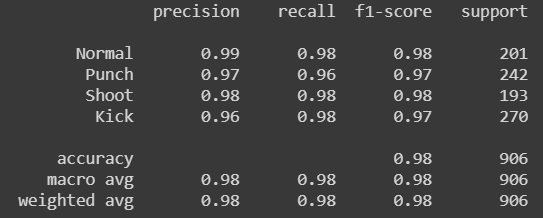 precision recall f1-score support
Normal 0.99 0.98 0.98 201
Punch 0.97 0.96 0.97 242
Shoot 0.98 0.98 0.98 193
Kick 0.96 0.98 0.97 270
accuracy 0.98 906
macro avg 0.98 0.98 0.98 906
weighted avg 0.98 0.98 0.98 906